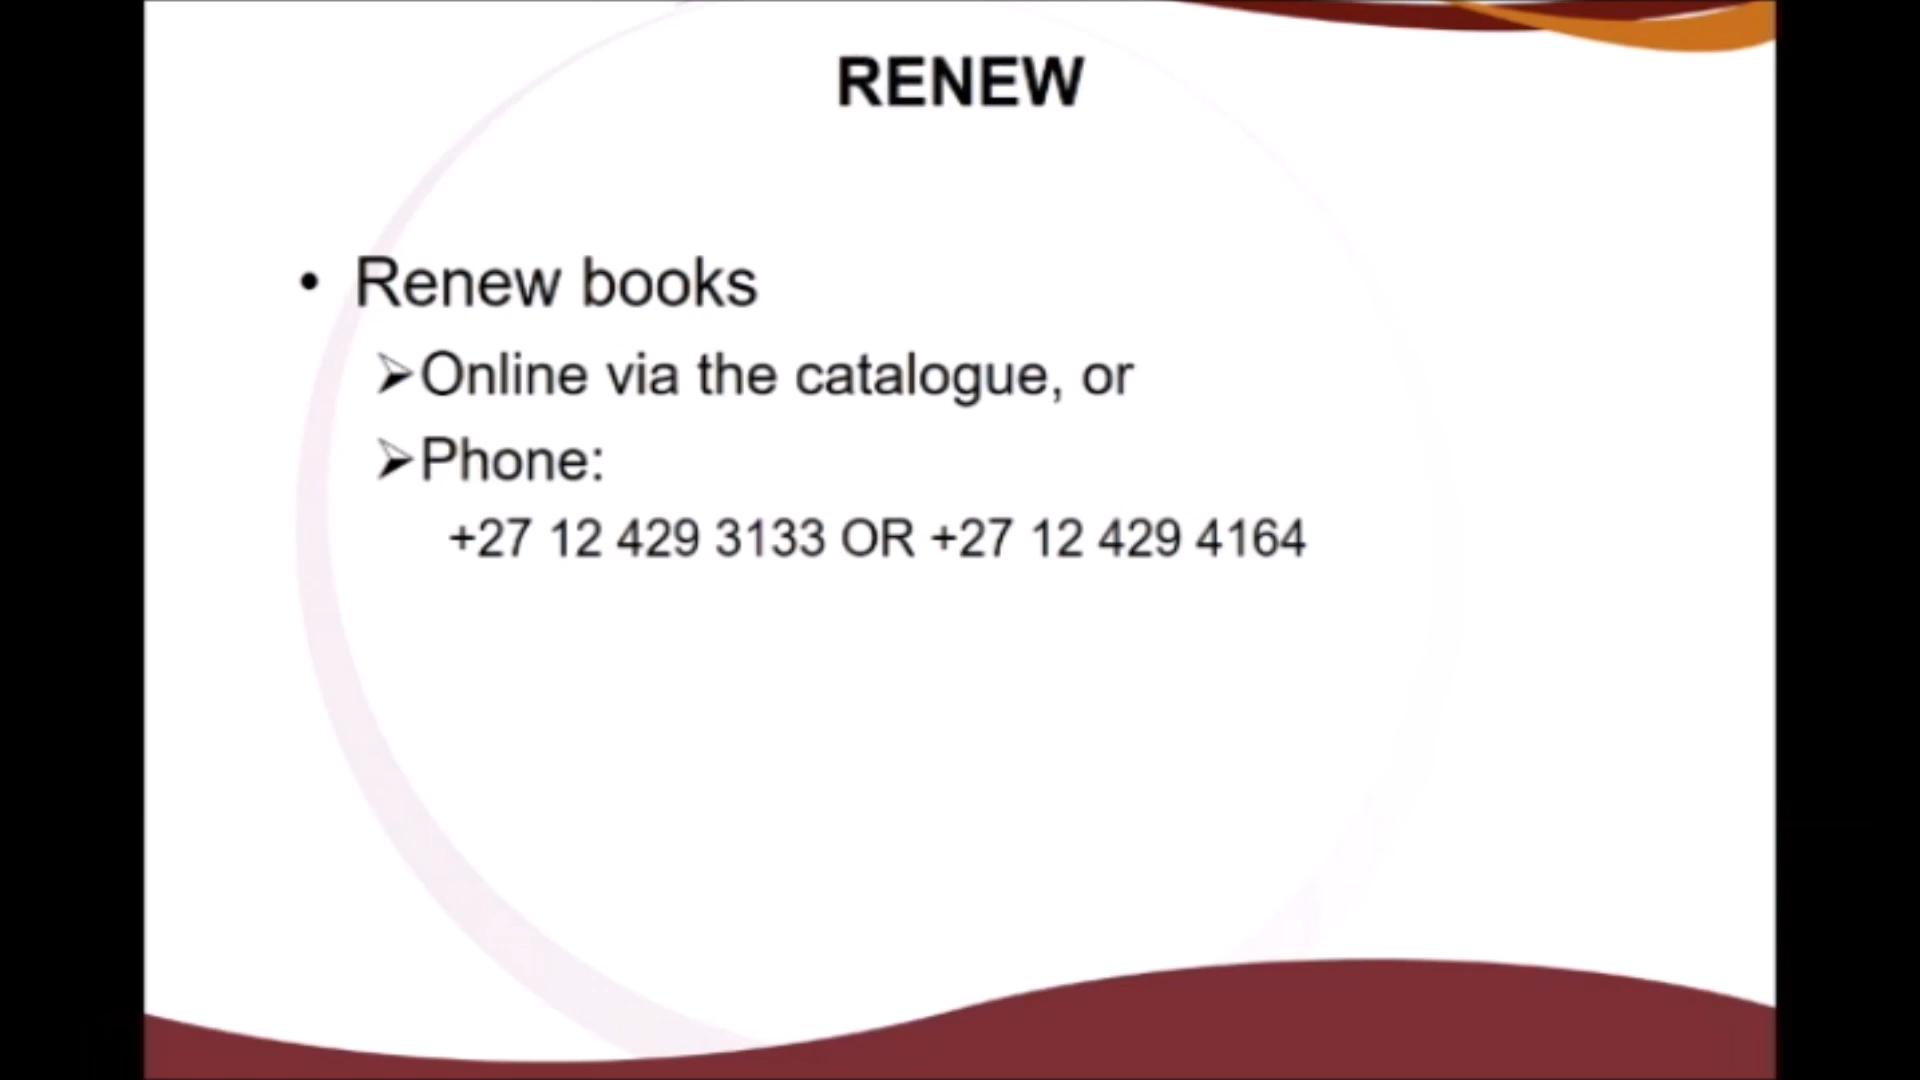 RENEW
• Renew books
➢Online via the catalogue, or
➢Phone:
+27 12 429 3133 OR +27 12 429 4164